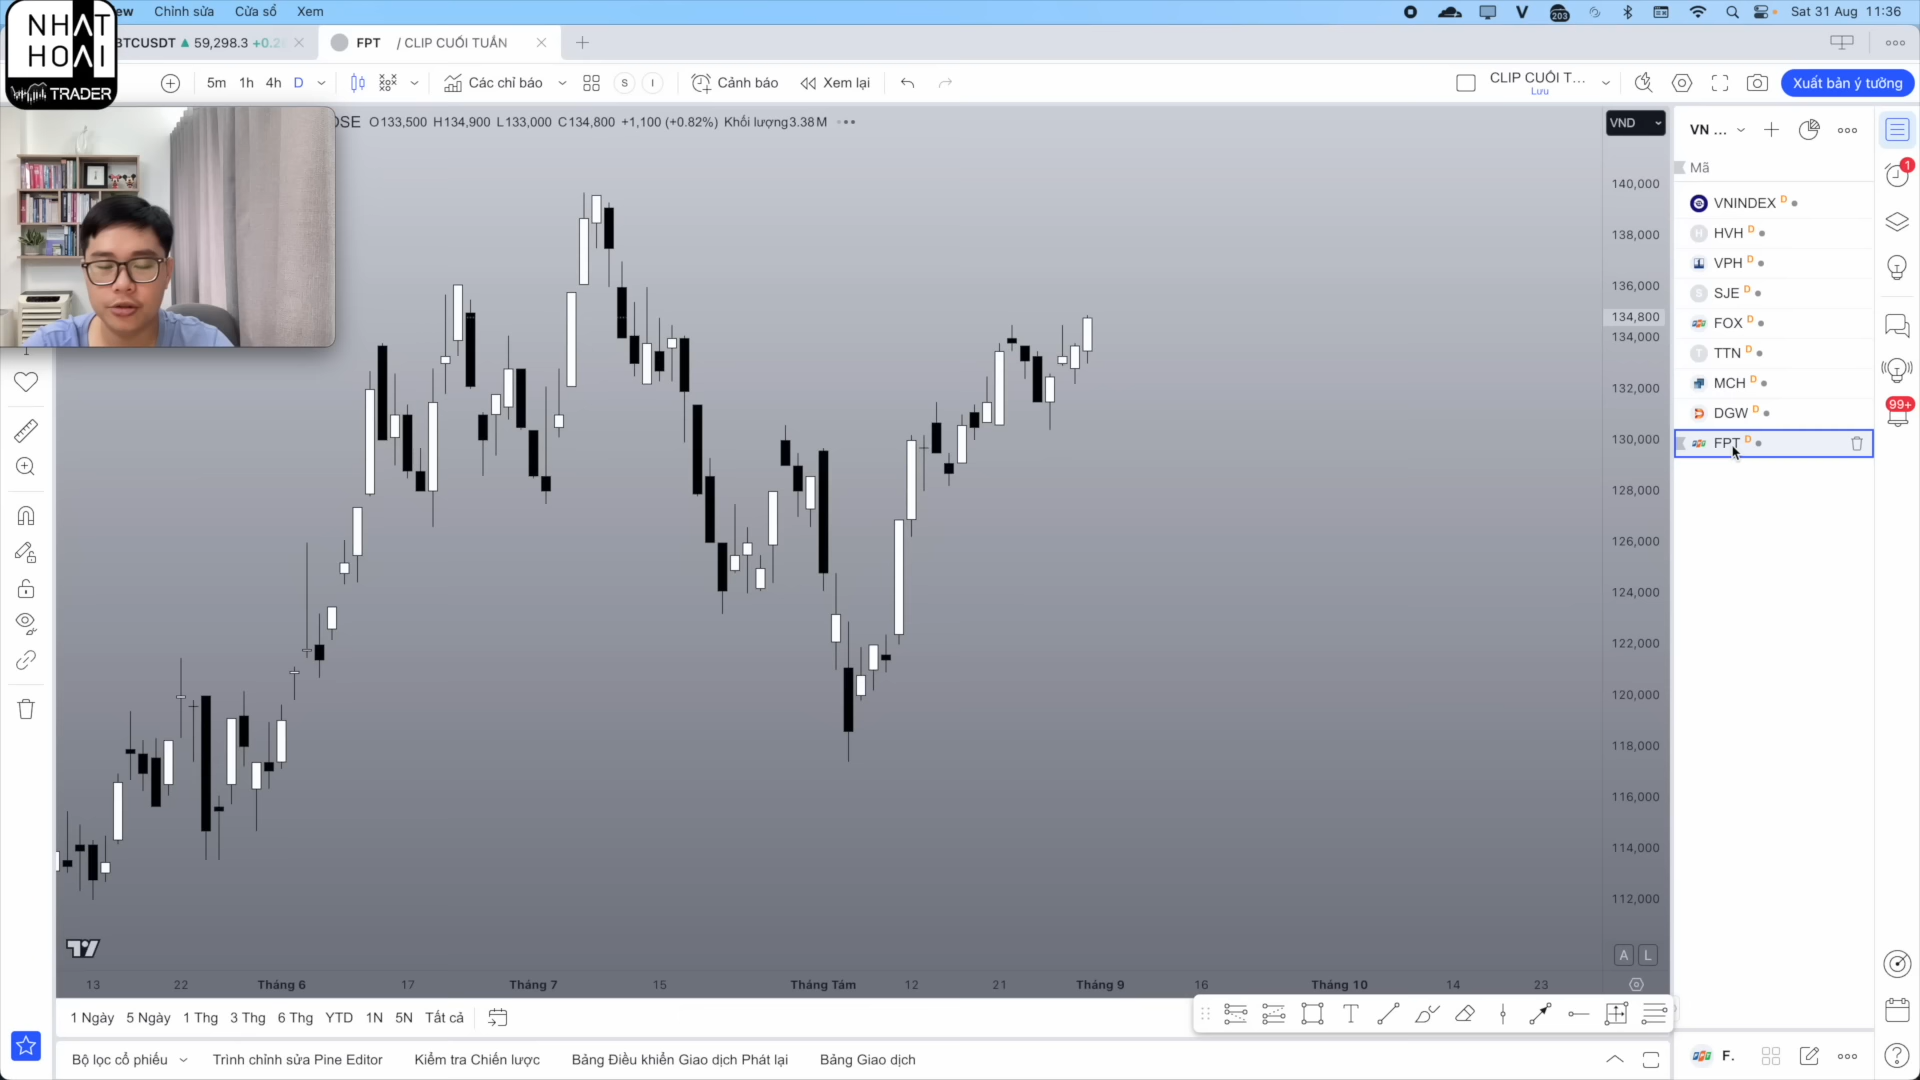 ew Chỉnh sửa Cửa sổ Xem
203 Sat 31 Aug 11:36
NHAT
HOAI
TRADER
BTCUSDT ▲ 59,298.3 +0.2
FPT / CLIP CUỐI TUẦN
5m 1h 4h D Các chỉ báo S I Cảnh báo Xem lại
CLIP CUỐI T...
Lưu
Xuất bản ý tưởng
OSE O133,500 H134,900 L133,000 C134,800 +1,100 (+0.82%) Khối lượng3.38 M
VND
VN ...
Mã
1
VNINDEX D
HVH D
VPH D
SJE D
FOX D
TTN D
MCH D
DGW D
FPT D
99+
140,000
138,000
136,000
134,800
134,000
132,000
130,000
128,000
126,000
124,000
122,000
120,000
118,000
116,000
114,000
112,000
A L
13 22 Tháng 6 17 Tháng 7 15 Tháng Tám 12 21 Tháng 9 16 Tháng 10 14 23
1 Ngày 5 Ngày 1 Thg 3 Thg 6 Thg YTD 1N 5N Tất cả
Bộ lọc cổ phiếu Trình chỉnh sửa Pine Editor Kiểm tra Chiến lược Bảng Điều khiển Giao dịch Phát lại Bảng Giao dịch
F.